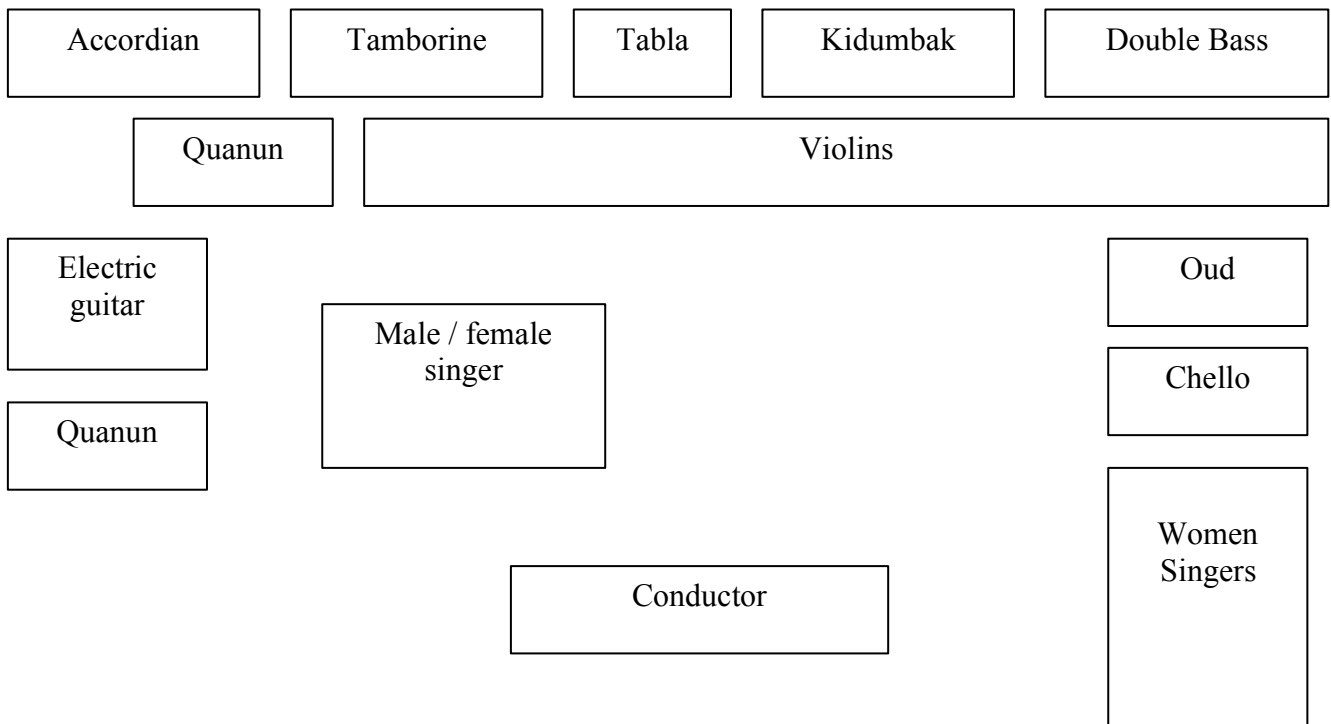 Accordian
Tamborine
Tabla
Kidumbak
Double Bass
Quanun
Violins
Electric
guitar
Oud
Male / female
singer
Chello
Quanun
Women
Singers
Conductor